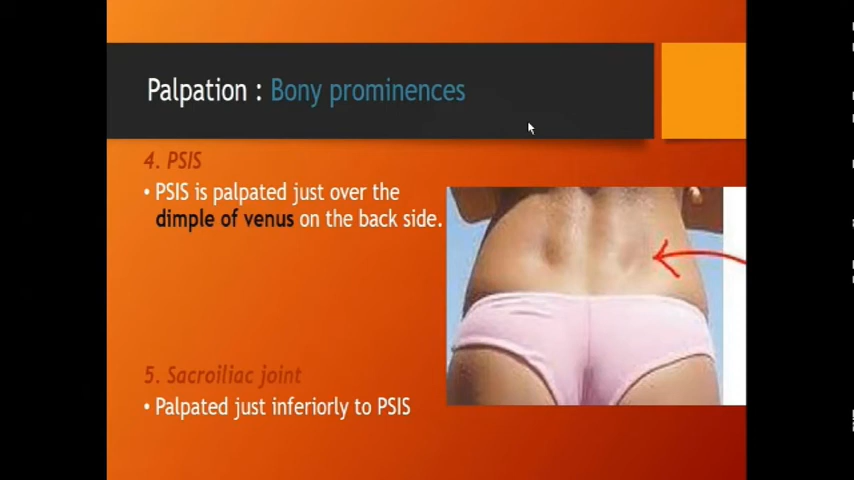 Palpation : Bony prominences
4. PSIS
• PSIS is palpated just over the
dimple of venus on the back side.
5. Sacroiliac joint
• Palpated just inferiorly to PSIS